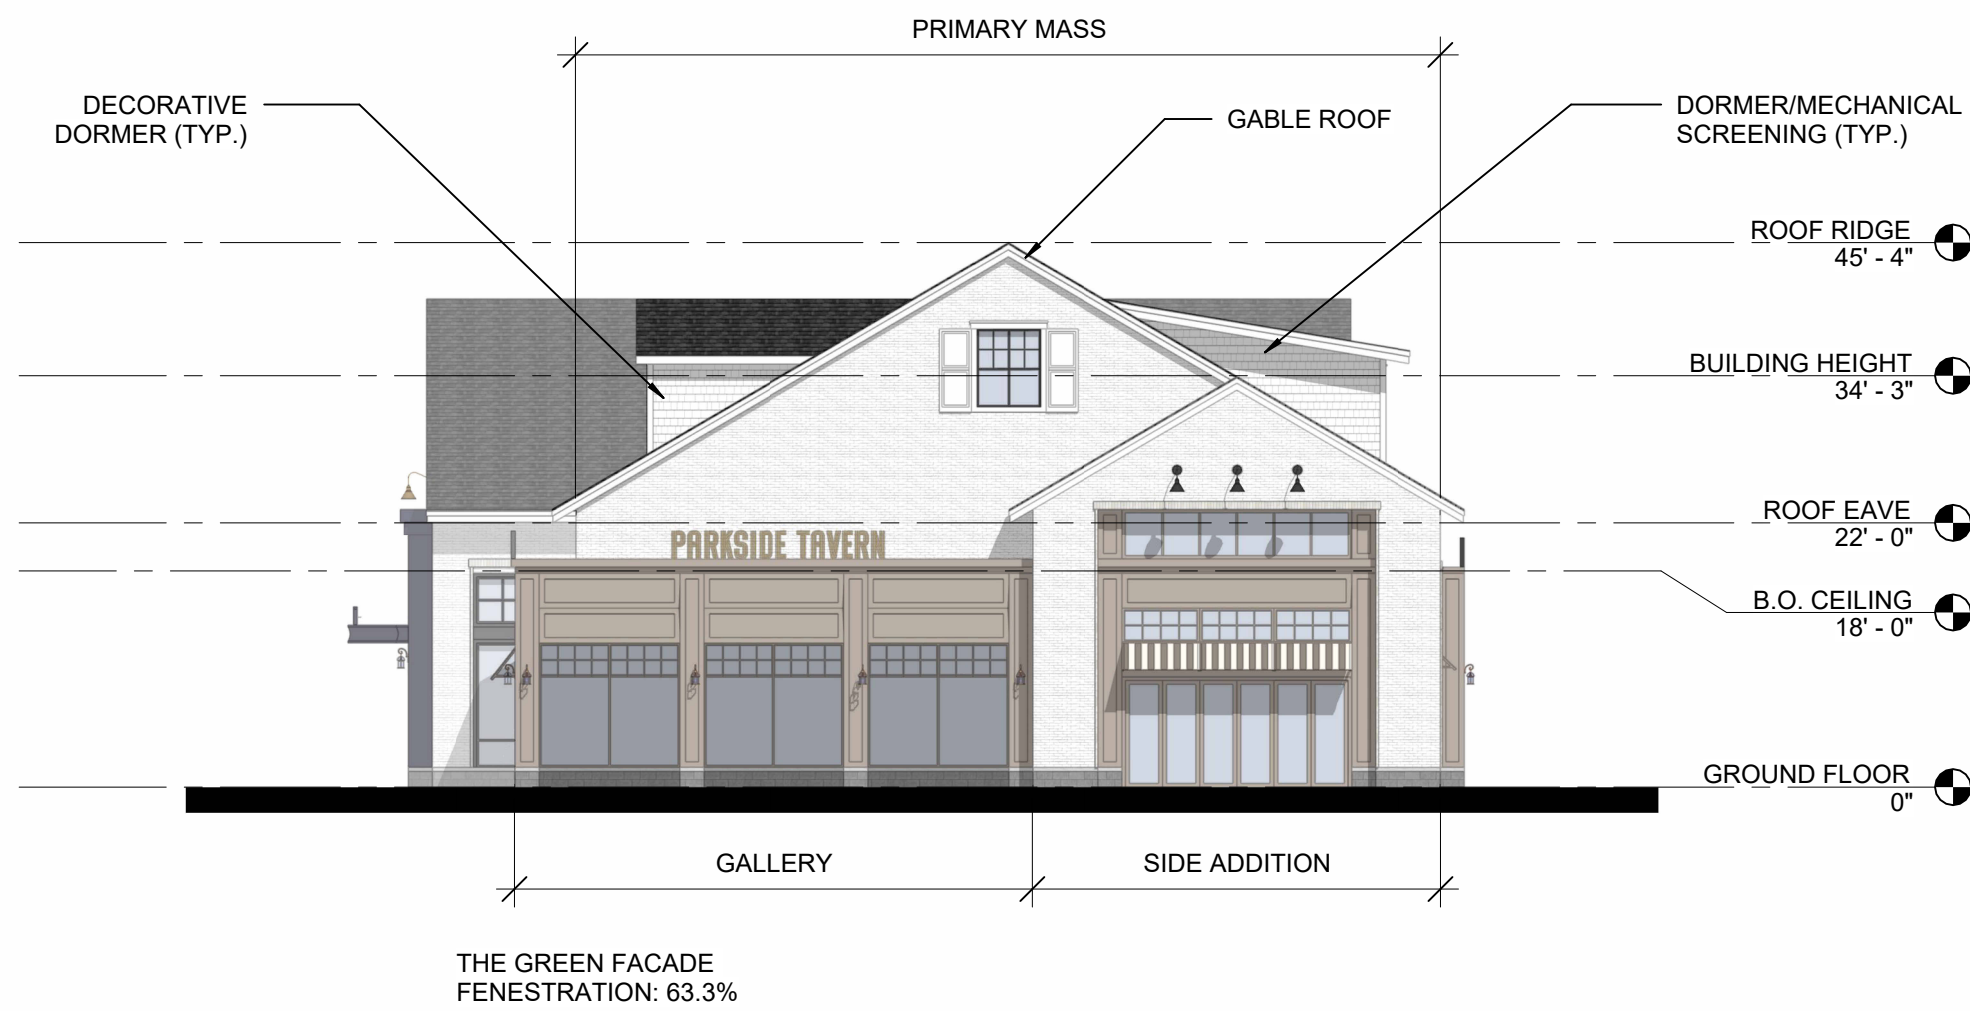 PRIMARY MASS
DECORATIVE
DORMER (TYP.)
GABLE ROOF
DORMER/MECHANICAL
SCREENING (TYP.)
ROOF RIDGE
45' - 4"
BUILDING HEIGHT
34' - 3"
ROOF EAVE
22' - 0"
PARKSIDE TAVERN
B.O. CEILING
18' - 0"
GROUND FLOOR
0"
GALLERY
SIDE ADDITION
THE GREEN FACADE
FENESTRATION: 63.3%